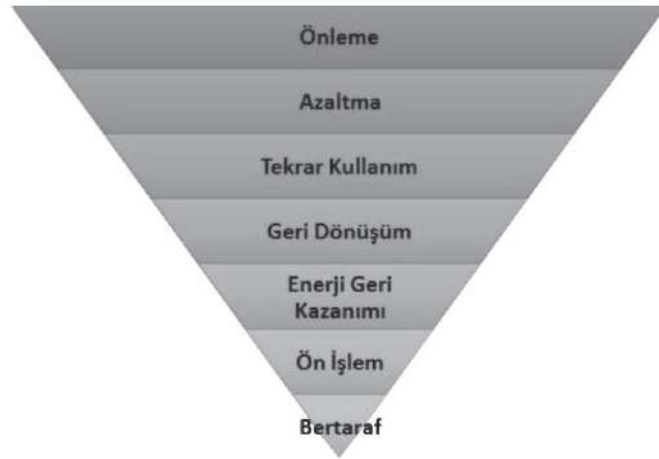 Önleme
Azaltma
Tekrar Kullanım
Geri Dönüşüm
Enerji Geri
Kazanımı
Ön İşlem
Bertaraf